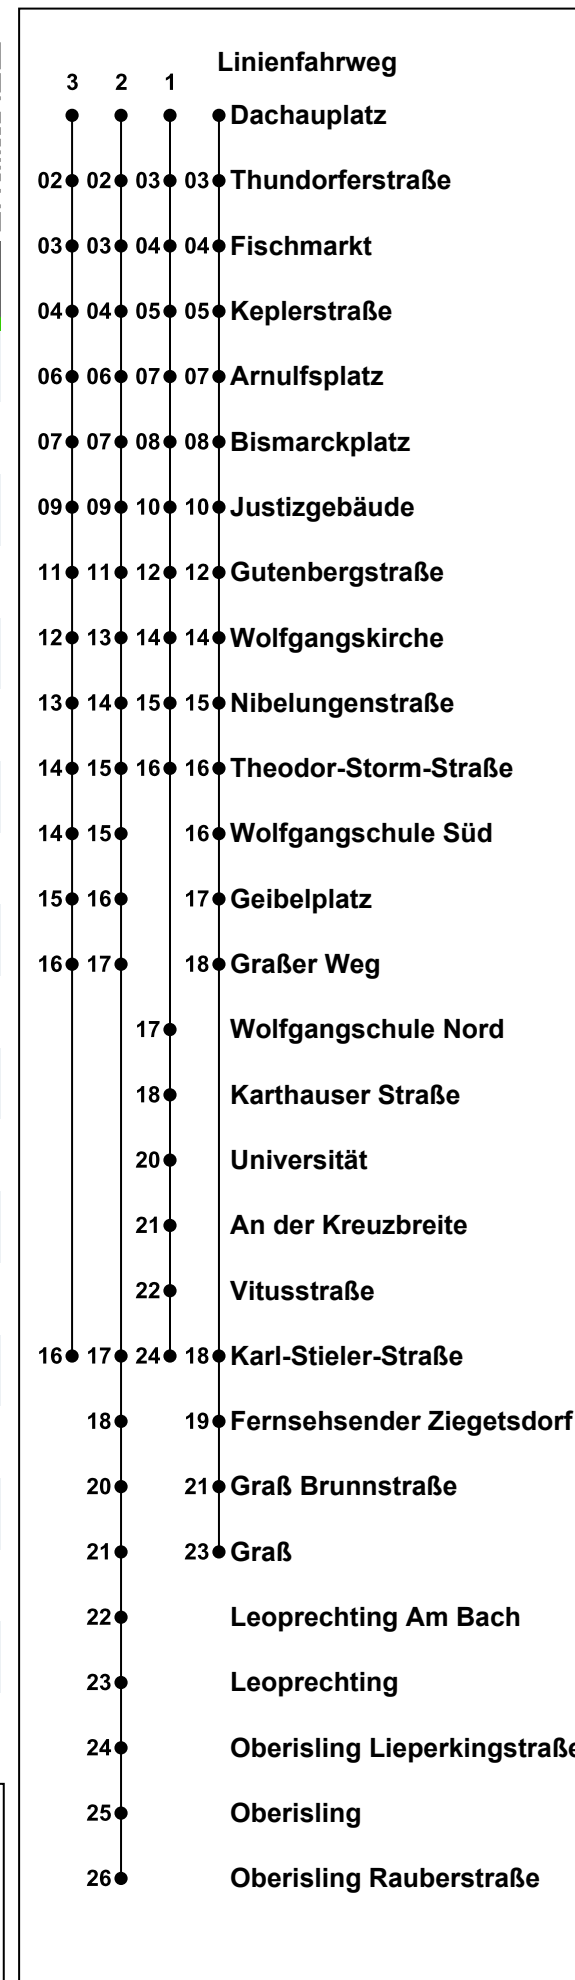 Linienfahrweg
3 2 1
Dachauplatz
02 02 03 03 Thundorferstraße
03 03 04 04 Fischmarkt
04 04 05 05 Keplerstraße
06 06 07 07 Arnulfsplatz
07 07 08 08 Bismarckplatz
09 09 10 10 Justizgebäude
11 11 12 12 Gutenbergstraße
12 13 14 14 Wolfgangskirche
13 14 15 15 Nibelungenstraße
14 15 16 16 Theodor-Storm-Straße
14 15 16 Wolfgangschule Süd
15 16 17 Geibelplatz
16 17 18 Graßer Weg
17 Wolfgangschule Nord
18 Karthauser Straße
20 Universität
21 An der Kreuzbreite
22 Vitusstraße
16 17 24 18 Karl-Stieler-Straße
18 19 Fernsehsender Ziegetsdorf
20 21 Graß Brunnstraße
21 23 Graß
22 Leoprechting Am Bach
23 Leoprechting
24 Oberisling Lieperkingstraße
25 Oberisling
26 Oberisling Rauberstraße